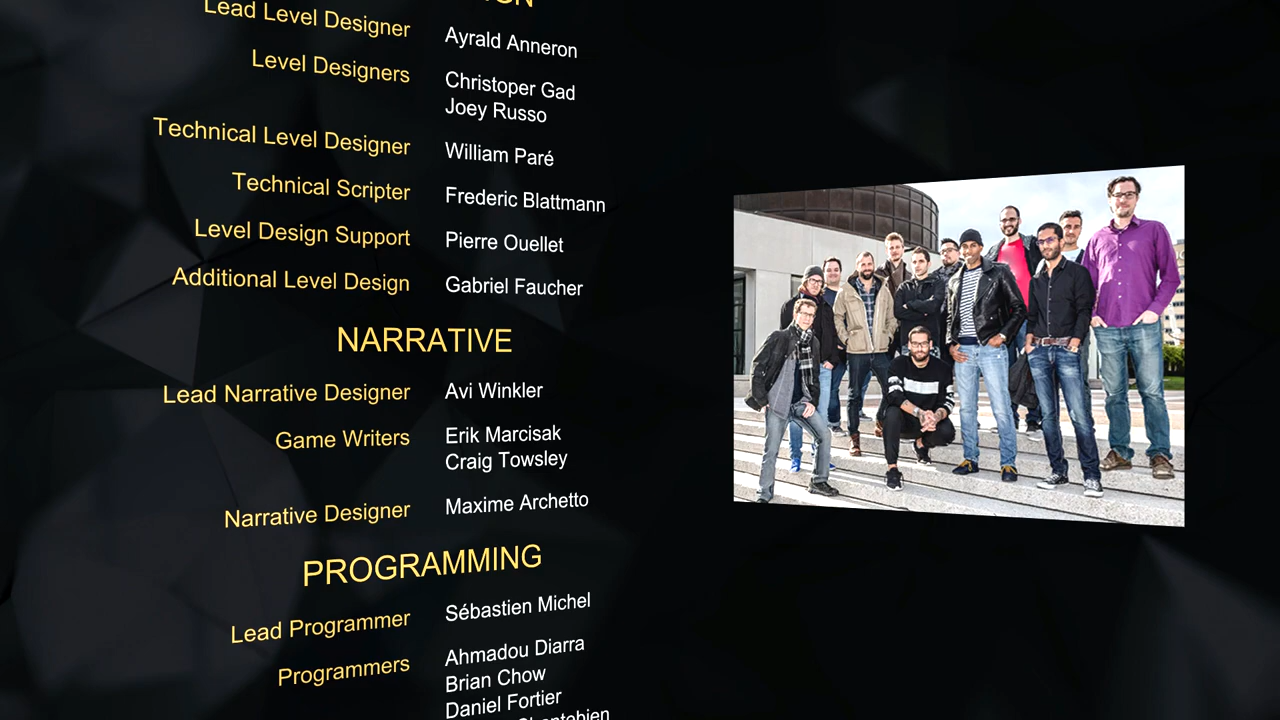 Lead Level Designer Ayrald Anneron
Level Designers Christoper Gad
Joey Russo
Technical Level Designer William Paré
Technical Scripter Frederic Blattmann
Level Design Support Pierre Ouellet
Additional Level Design Gabriel Faucher
NARRATIVE
Lead Narrative Designer Avi Winkler
Game Writers Erik Marcisak
Craig Towsley
Narrative Designer Maxime Archetto
PROGRAMMING
Lead Programmer Sébastien Michel
Programmers Ahmadou Diarra
Brian Chow
Daniel Fortier